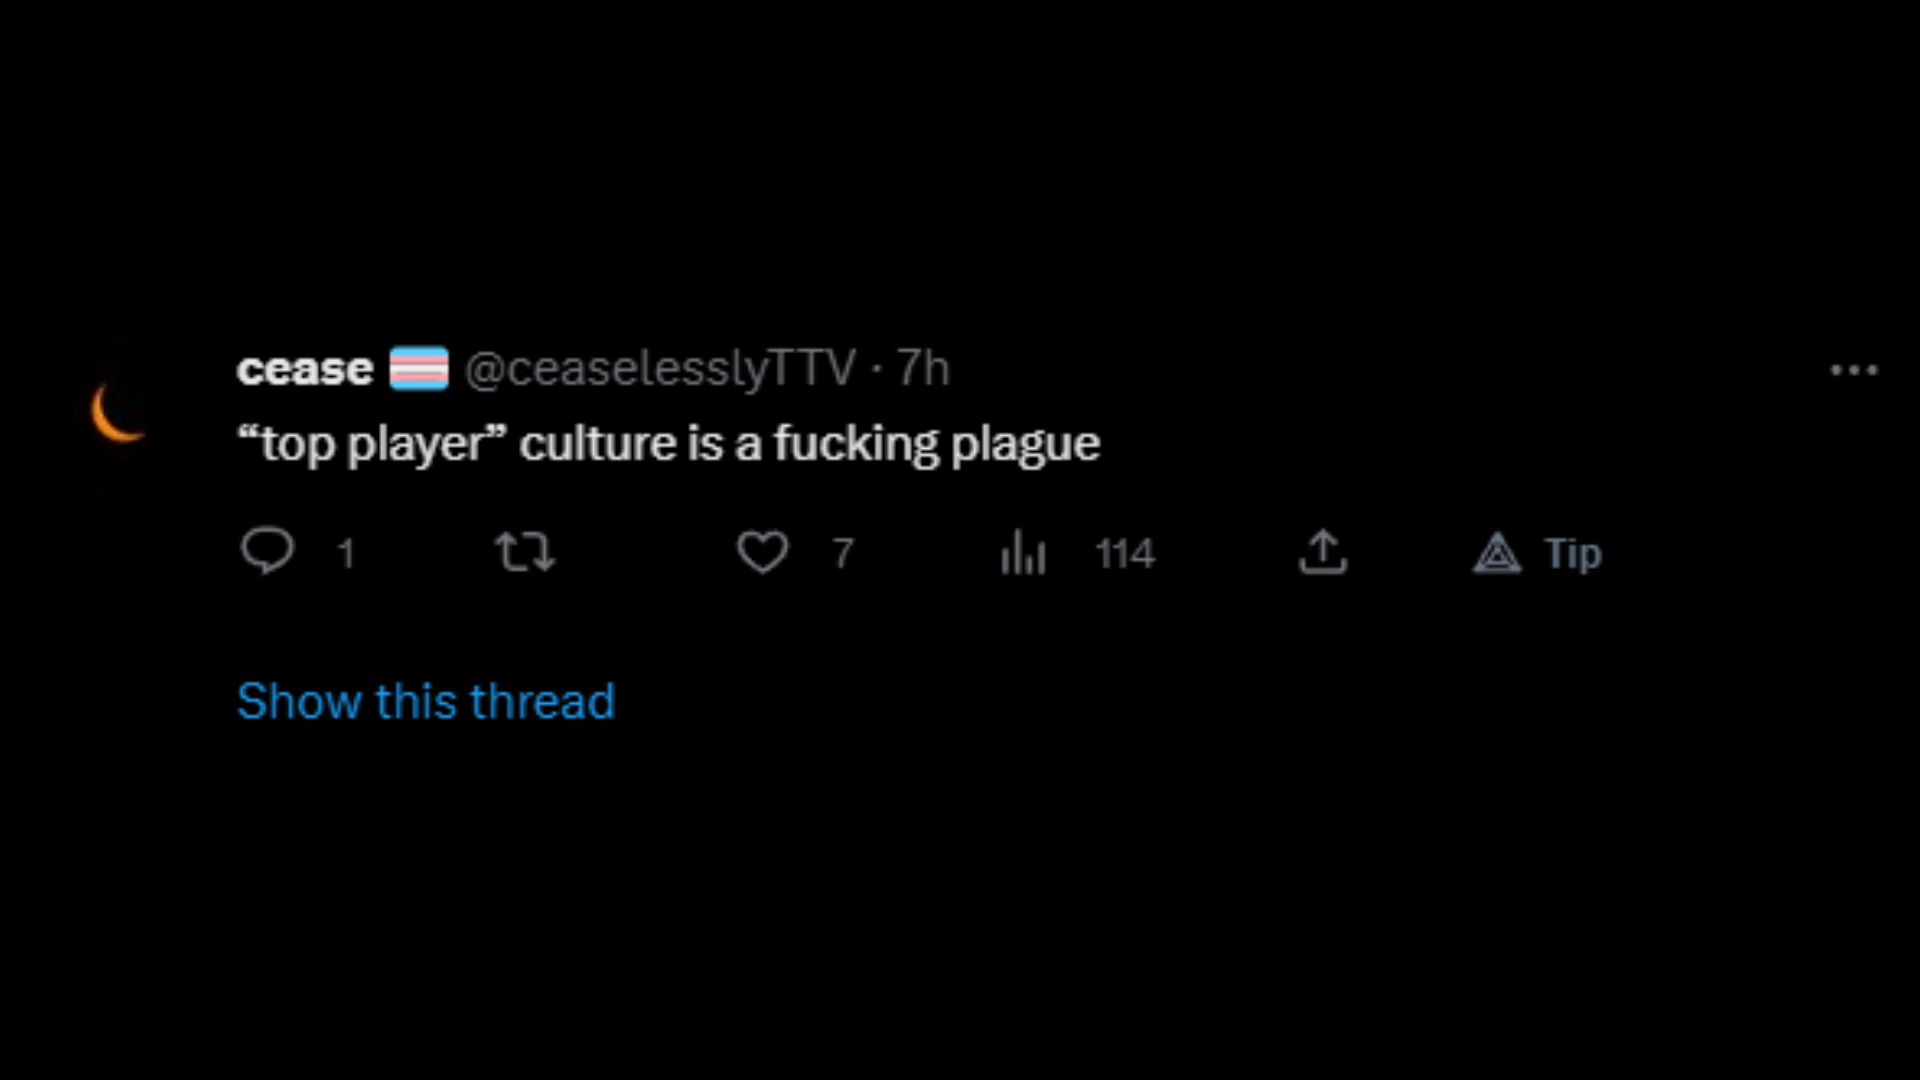 cease @ceaselesslyTTV · 7h
“top player” culture is a fucking plague
1 7 114 Tip
Show this thread